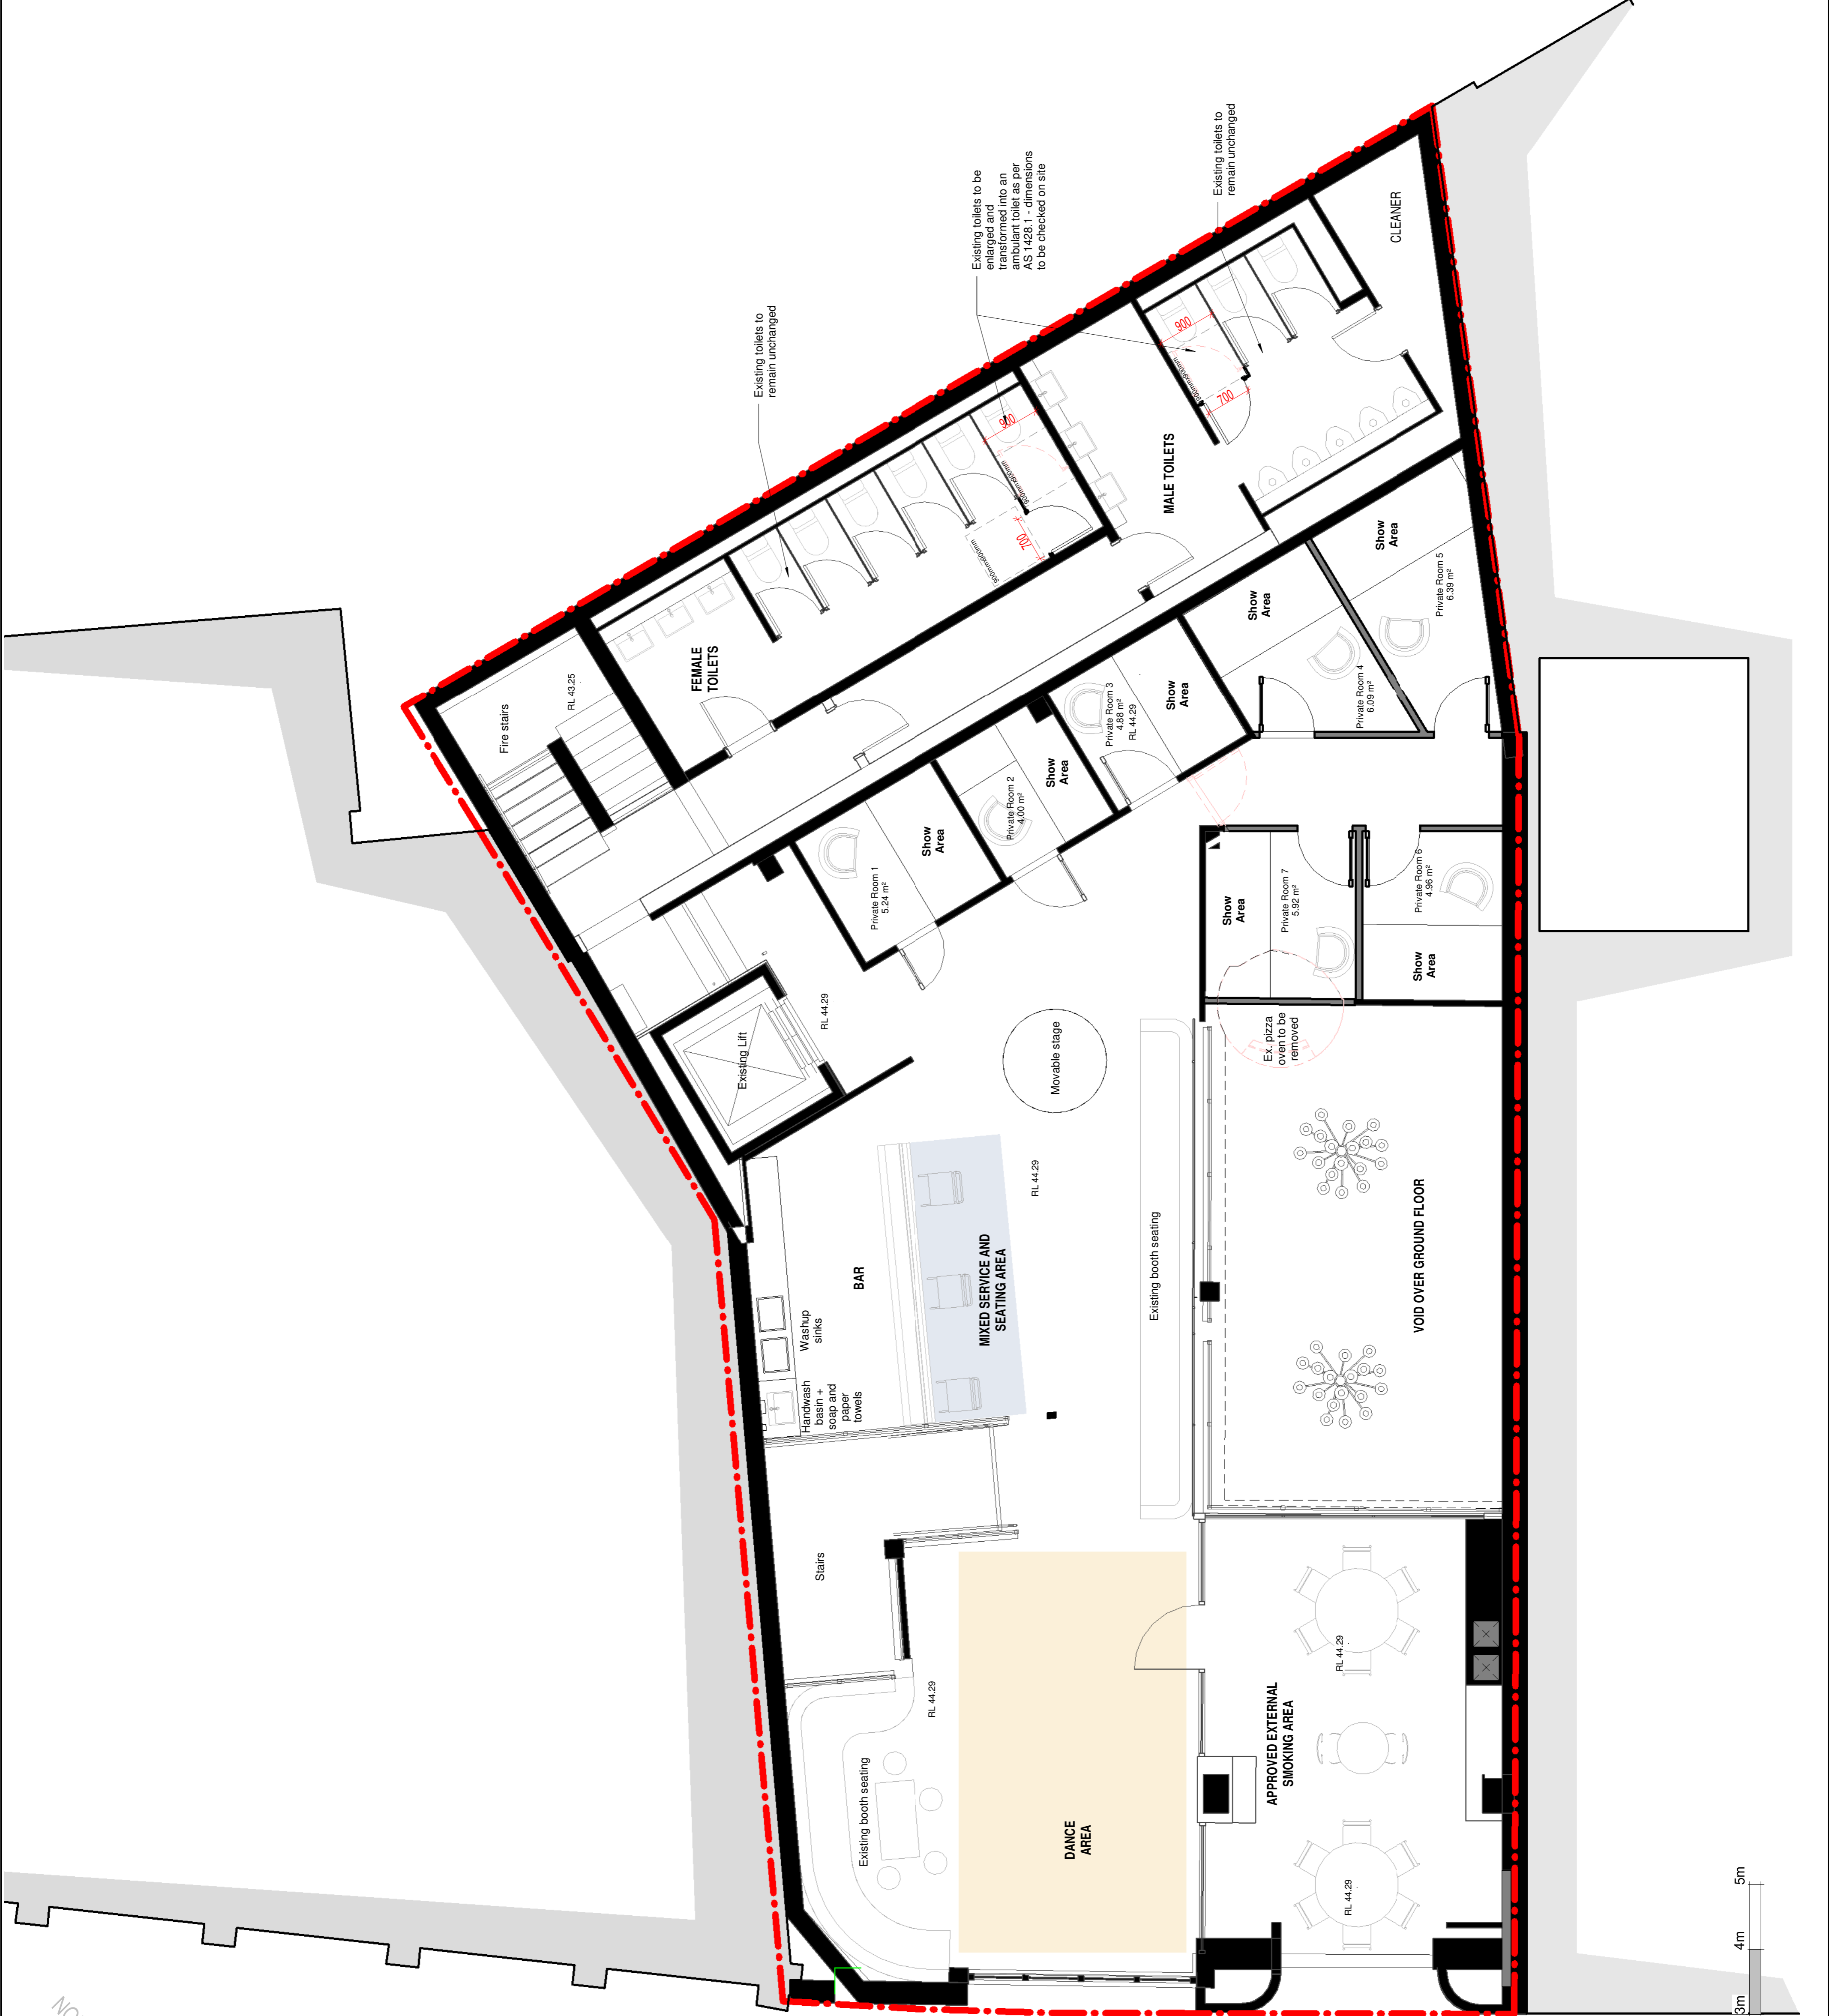 Existing toilets to be
enlarged and
transformed into an
ambulant toilet as per
AS 1428.1 - dimensions
to be checked on site
Existing toilets to
remain unchanged
Existing toilets to
remain unchanged
CLEANER
900
900mmx900mm
700
900
900mmx900mm
700
900mmx900mm
MALE TOILETS
FEMALE
TOILETS
Fire stairs
RL 43.25
Show
Area
Private Room 5
6.39 m²
Show
Area
Private Room 4
6.09 m²
Private Room 3
4.88 m²
RL 44.29
Show
Area
Private Room 2
4.00 m²
Show
Area
Private Room 1
5.24 m²
Show
Area
Show
Area
Private Room 7
5.92 m²
Private Room 6
4.96 m²
Show
Area
Existing Lift
RL 44.29
Movable stage
Ex. pizza
oven to be
removed
RL 44.29
BAR
MIXED SERVICE AND
SEATING AREA
Washup
sinks
Handwash
basin +
soap and
paper
towels
Existing booth seating
VOID OVER GROUND FLOOR
Stairs
RL 44.29
Existing booth seating
DANCE
AREA
APPROVED EXTERNAL
SMOKING AREA
RL 44.29
RL 44.29
3m
4m
5m